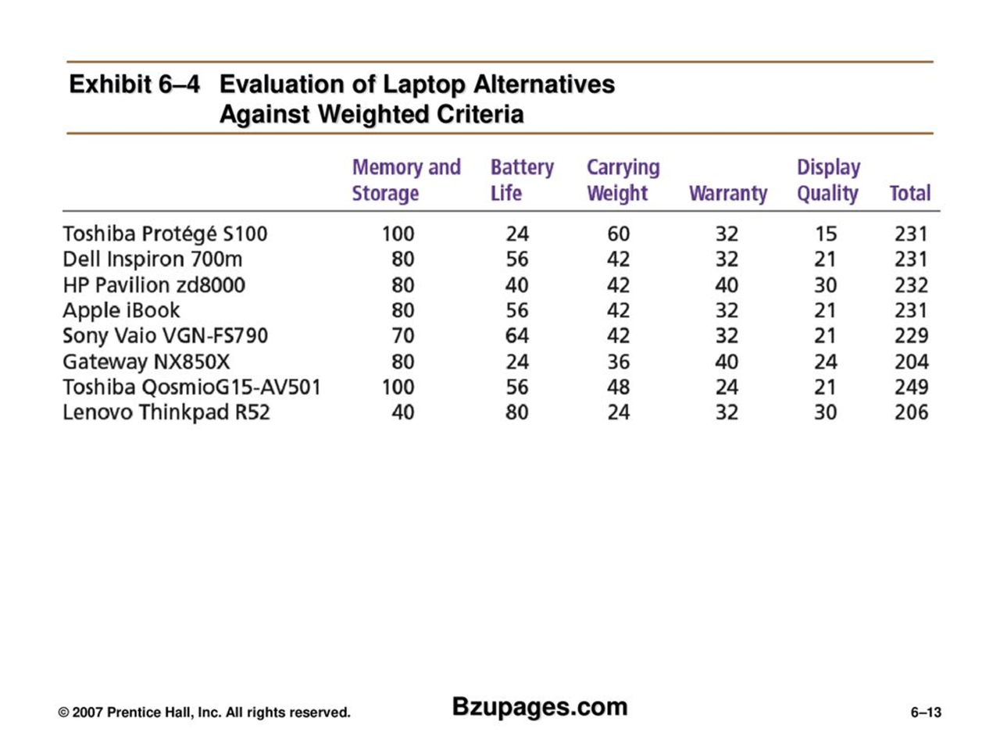 Exhibit 6–4 Evaluation of Laptop Alternatives
Against Weighted Criteria
Memory and Battery Carrying Display
Storage Life Weight Warranty Quality Total
Toshiba Protégé S100 100 24 60 32 15 231
Dell Inspiron 700m 80 56 42 32 21 231
HP Pavilion zd8000 80 40 42 40 30 232
Apple iBook 80 56 42 32 21 231
Sony Vaio VGN-FS790 70 64 42 32 21 229
Gateway NX850X 80 24 36 40 24 204
Toshiba QosmioG15-AV501 100 56 48 24 21 249
Lenovo Thinkpad R52 40 80 24 32 30 206
© 2007 Prentice Hall, Inc. All rights reserved. Bzupages.com 6–13